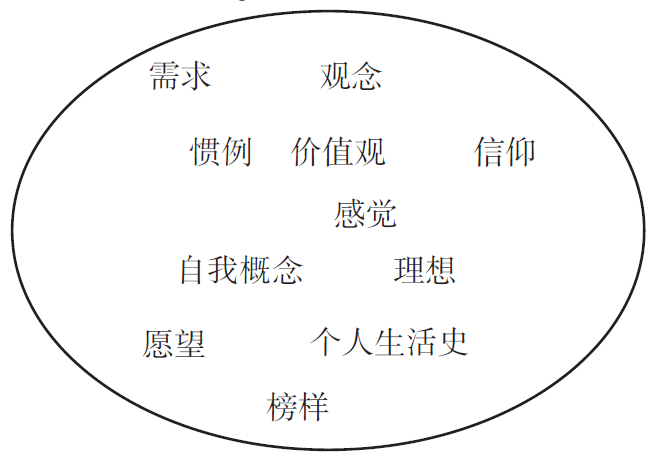 需求 观念
惯例 价值观 信仰
感觉
自我概念 理想
愿望 个人生活史
榜样